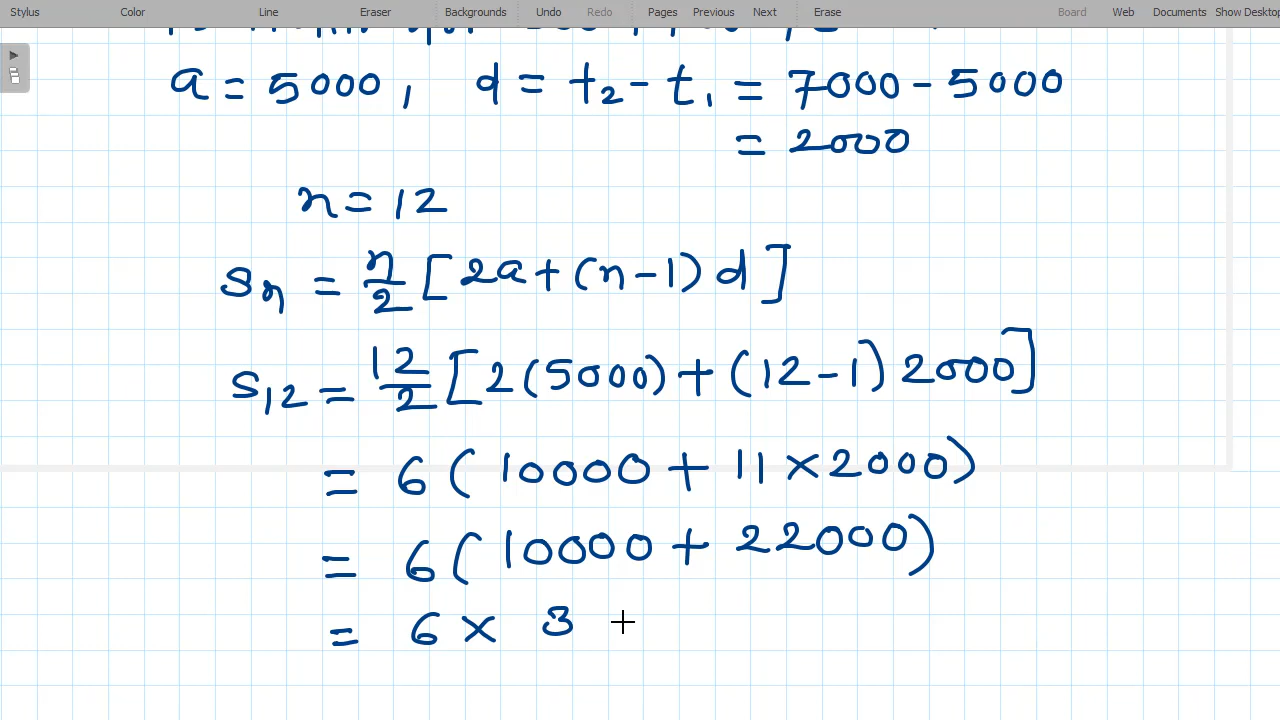 Stylus Color Line Eraser Backgrounds Undo Redo Pages Previous Next Erase Board Web Documents Show Deskto
a = 5000, d = t₂ - t₁ = 7000 - 5000
= 2000
n = 12
Sn = n/2 [2a + (n-1) d]
S₁₂ = 12/2 [2(5000) + (12-1) 2000]
= 6 (10000 + 11 × 2000)
= 6 (10000 + 22000)
= 6 × 3